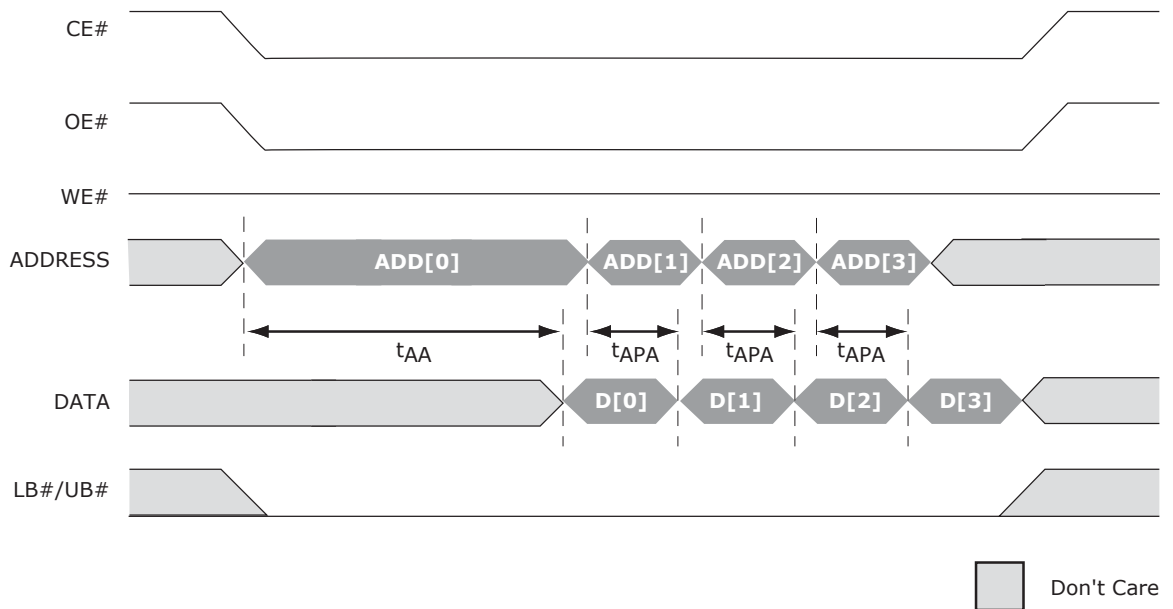 CE#
OE#
WE#
ADDRESS
ADD[0] ADD[1] ADD[2] ADD[3]
tAA tAPA tAPA tAPA
DATA
D[0] D[1] D[2] D[3]
LB#/UB#
Don't Care